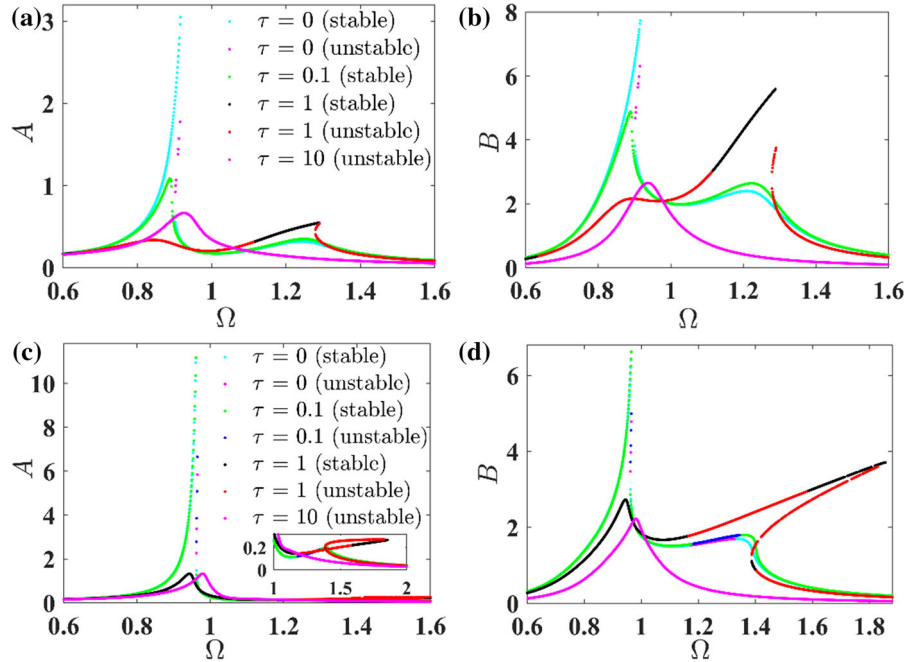 (a)
3
2
1
0
A
τ = 0 (stable)
τ = 0 (unstablc)
τ = 0.1 (stable)
τ = 1 (stable)
τ = 1 (unstable)
τ = 10 (unstable)
0.6 0.8 1 1.2 1.4 1.6
Ω
(b)
8
6
4
2
0
B
0.6 0.8 1 1.2 1.4 1.6
Ω
(c)
10
8
6
4
2
0
A
τ = 0 (stable)
τ = 0 (unstablc)
τ = 0.1 (stable)
τ = 0.1 (unstable)
τ = 1 (stablc)
τ = 1 (unstable)
τ = 10 (unstable)
0.2
0
1 1.5 2
0.6 0.8 1 1.2 1.4 1.6
Ω
(d)
6
4
2
0
B
0.6 0.8 1 1.2 1.4 1.6 1.8
Ω